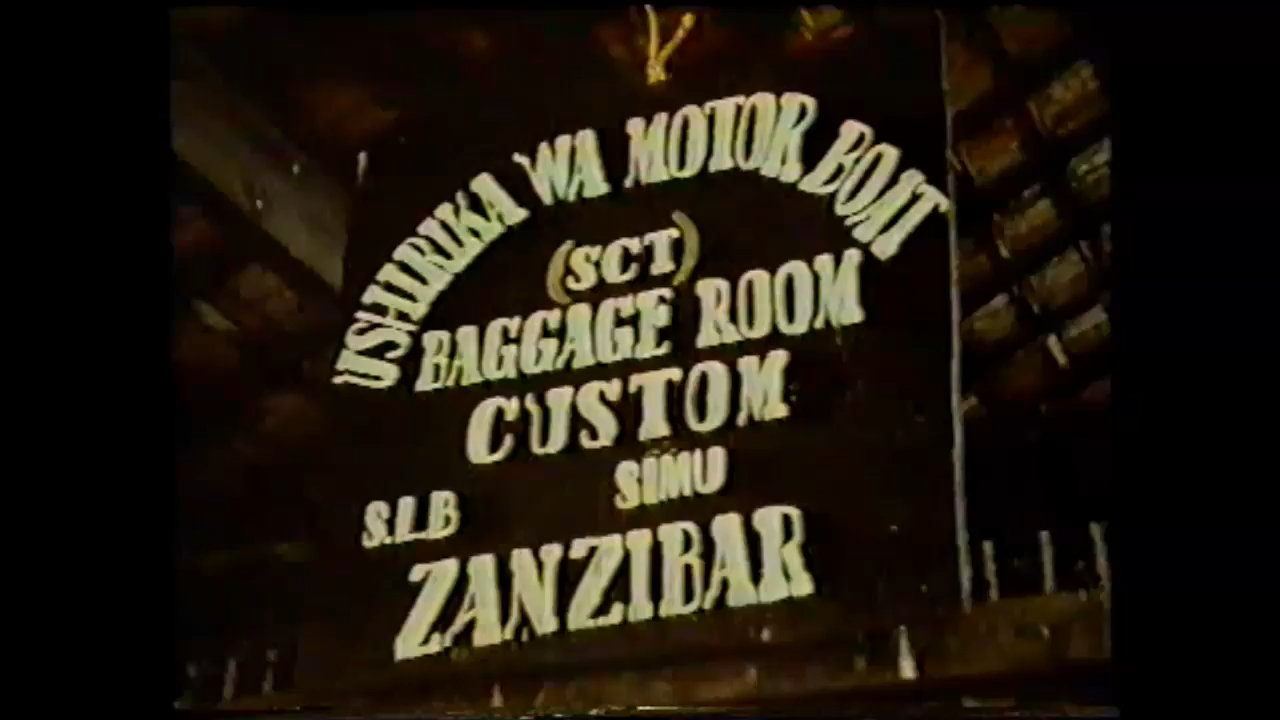 USHIRIKA WA MOTOR BOAT
(SCT)
BAGGAGE ROOM
CUSTOM
S.L.B SIMU
ZANZIBAR